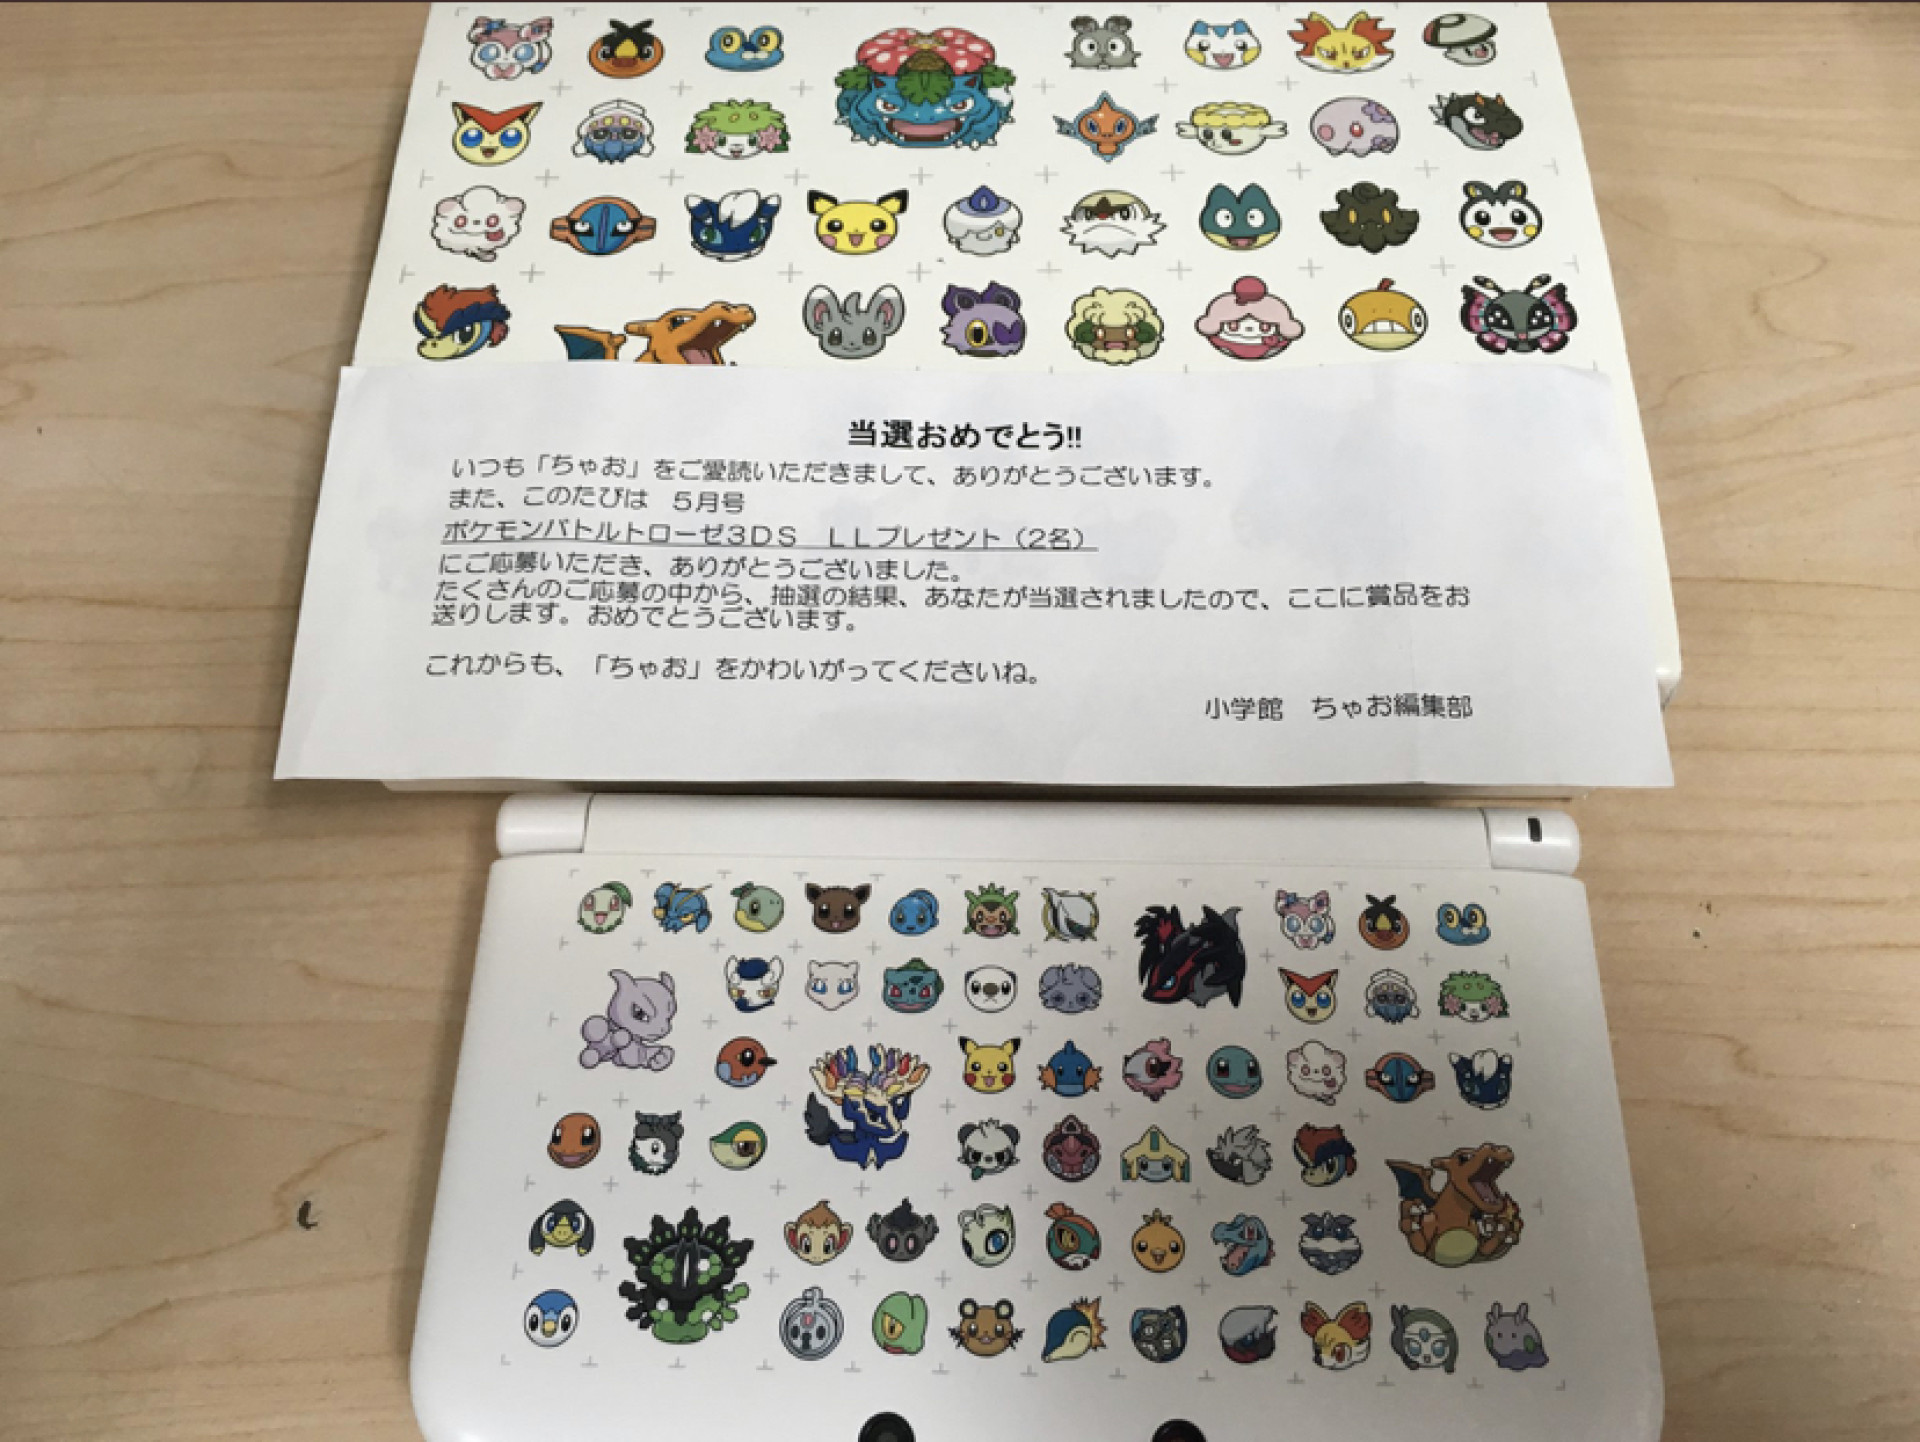 当選おめでとう!!
いつも「ちゃお」をご愛読いただきまして、ありがとうございます。
また、このたびは　５月号
ポケモンバトルトローゼ３ＤＳ　ＬＬプレゼント（２名）
にご応募いただき、ありがとうございました。
たくさんのご応募の中から、抽選の結果、あなたが当選されましたので、ここに賞品をお
送りします。おめでとうございます。
これからも、「ちゃお」をかわいがってくださいね。
小学館　ちゃお編集部